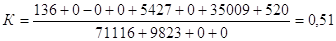 K = (136 + 0 − 0 + 0 + 5427 + 0 + 35009 + 520) / (71116 + 9823 + 0 + 0) = 0,51